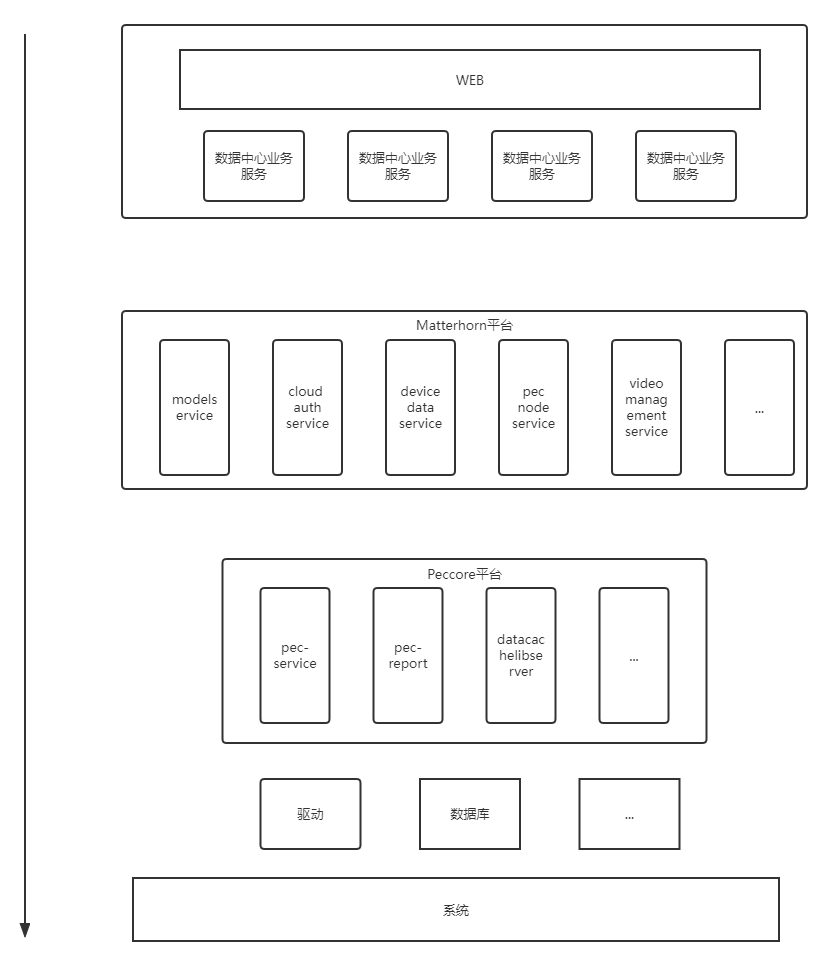 WEB
数据中心业务
服务
数据中心业务
服务
数据中心业务
服务
数据中心业务
服务
Matterhorn平台
models
ervice
cloud
auth
service
device
data
service
pec
node
service
video
manag
ement
service
...
Peccore平台
pec-
service
pec-
report
datacac
helibse
rver
...
驱动
数据库
...
系统